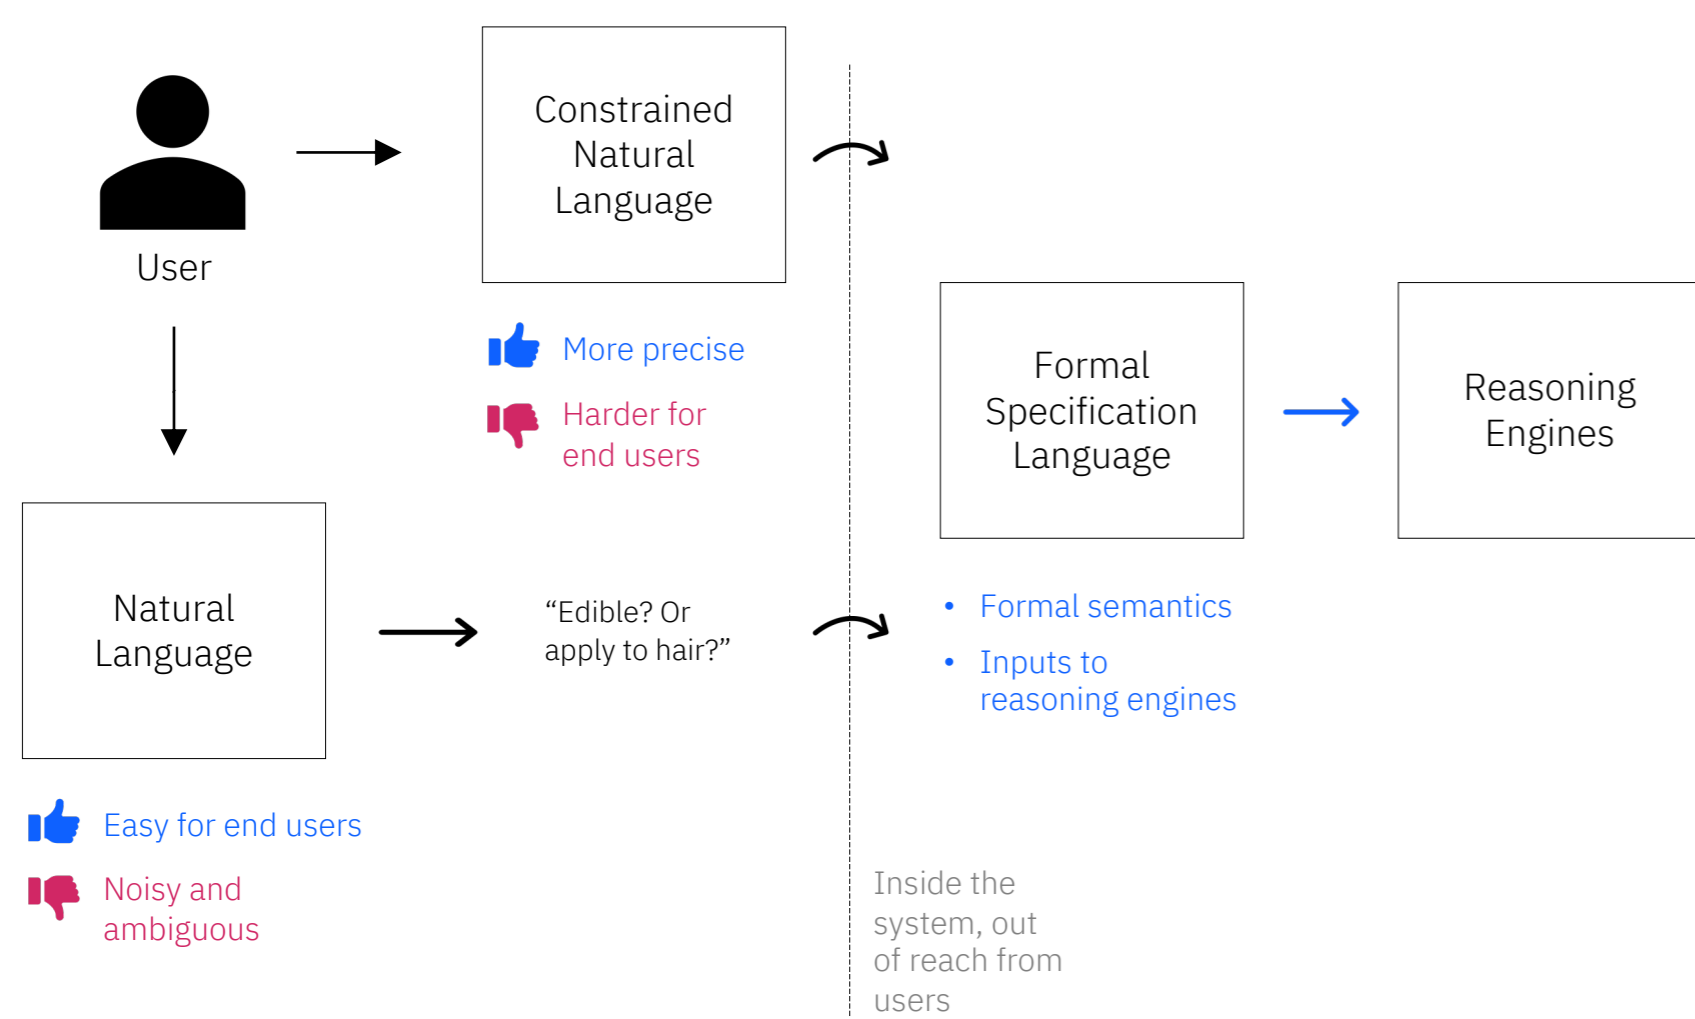 User
Constrained
Natural
Language
More precise
Harder for
end users
Natural
Language
Easy for end users
Noisy and
ambiguous
“Edible? Or
apply to hair?”
Formal
Specification
Language
• Formal semantics
• Inputs to
reasoning engines
Reasoning
Engines
Inside the
system, out
of reach from
users